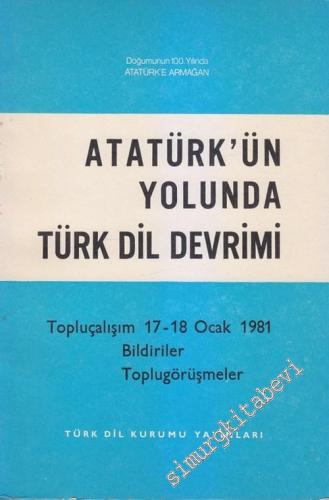 Doğumunun 100. Yılında
ATATÜRK'E ARMAĞAN
ATATÜRK'ÜN
YOLUNDA
TÜRK DİL DEVRİMİ
Topluçalışım 17-18 Ocak 1981
Bildiriler
Toplugörüşmeler
TÜRK DİL KURUMU YAYINLARI
simurgkitabevi